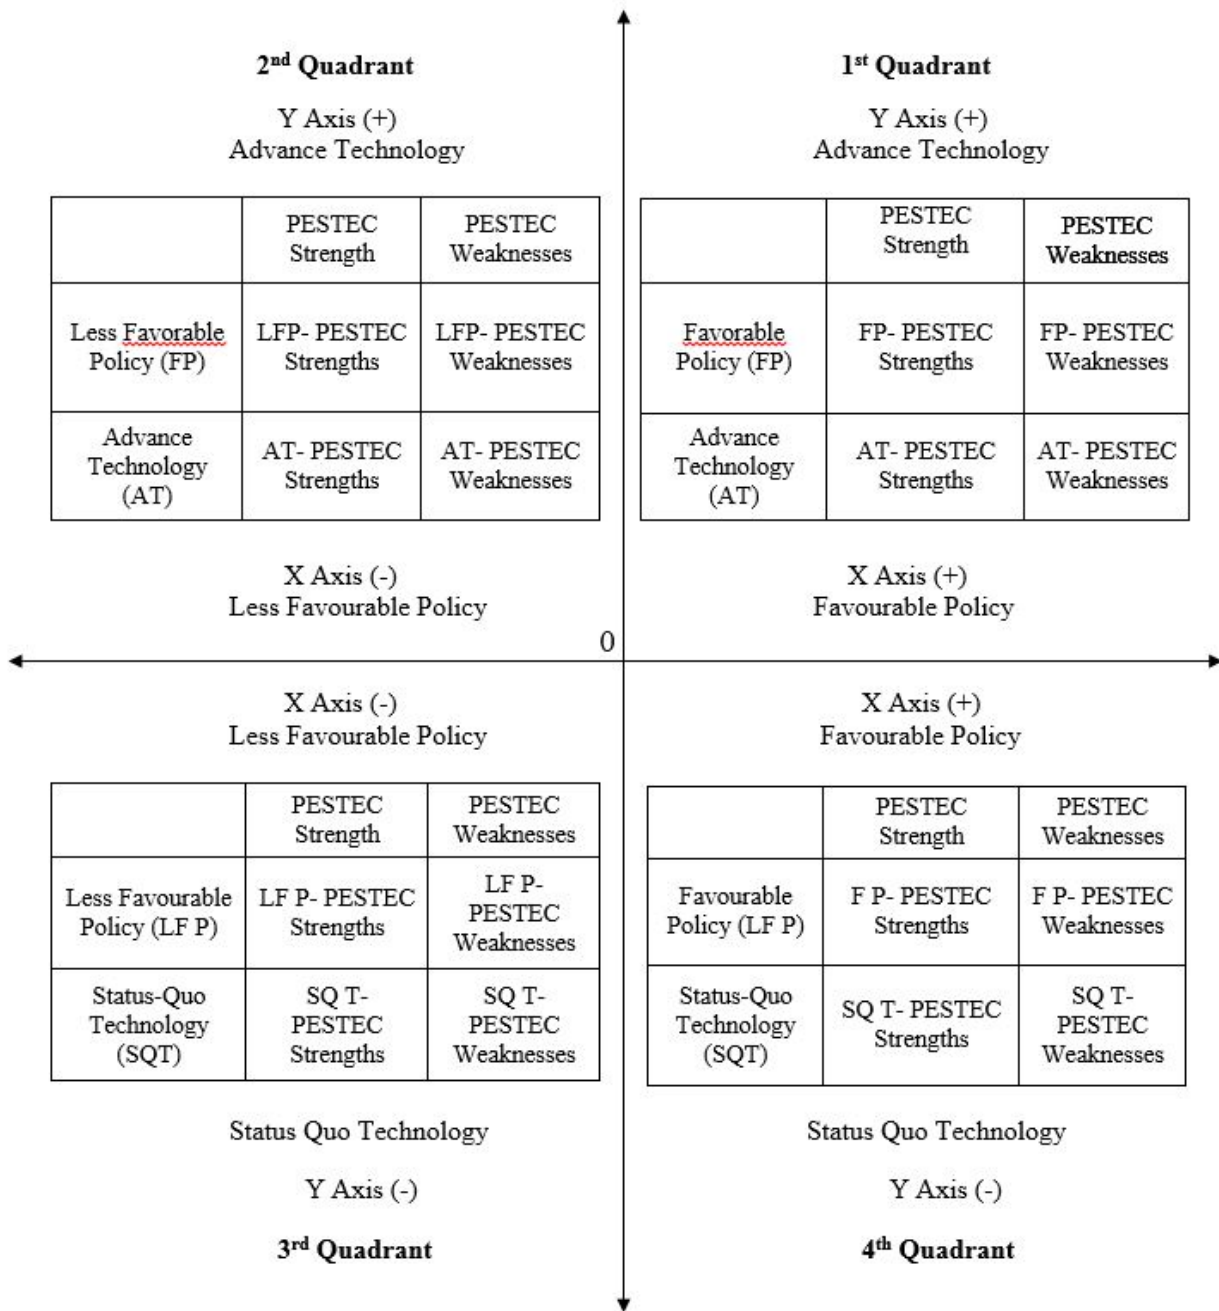 2nd Quadrant
Y Axis (+)
Advance Technology
PESTEC
Strength
PESTEC
Weaknesses
Less Favorable
Policy (FP)
LFP- PESTEC
Strengths
LFP- PESTEC
Weaknesses
Advance
Technology
(AT)
AT- PESTEC
Strengths
AT- PESTEC
Weaknesses
X Axis (-)
Less Favourable Policy
1st Quadrant
Y Axis (+)
Advance Technology
PESTEC
Strength
PESTEC
Weaknesses
Favorable
Policy (FP)
FP- PESTEC
Strengths
FP- PESTEC
Weaknesses
Advance
Technology
(AT)
AT- PESTEC
Strengths
AT- PESTEC
Weaknesses
X Axis (+)
Favourable Policy
0
X Axis (-)
Less Favourable Policy
PESTEC
Strength
PESTEC
Weaknesses
Less Favourable
Policy (LF P)
LF P- PESTEC
Strengths
LF P-
PESTEC
Weaknesses
Status-Quo
Technology
(SQT)
SQ T-
PESTEC
Strengths
SQ T-
PESTEC
Weaknesses
Status Quo Technology
Y Axis (-)
3rd Quadrant
X Axis (+)
Favourable Policy
PESTEC
Strength
PESTEC
Weaknesses
Favourable
Policy (LF P)
F P- PESTEC
Strengths
F P- PESTEC
Weaknesses
Status-Quo
Technology
(SQT)
SQ T- PESTEC
Strengths
SQ T-
PESTEC
Weaknesses
Status Quo Technology
Y Axis (-)
4th Quadrant